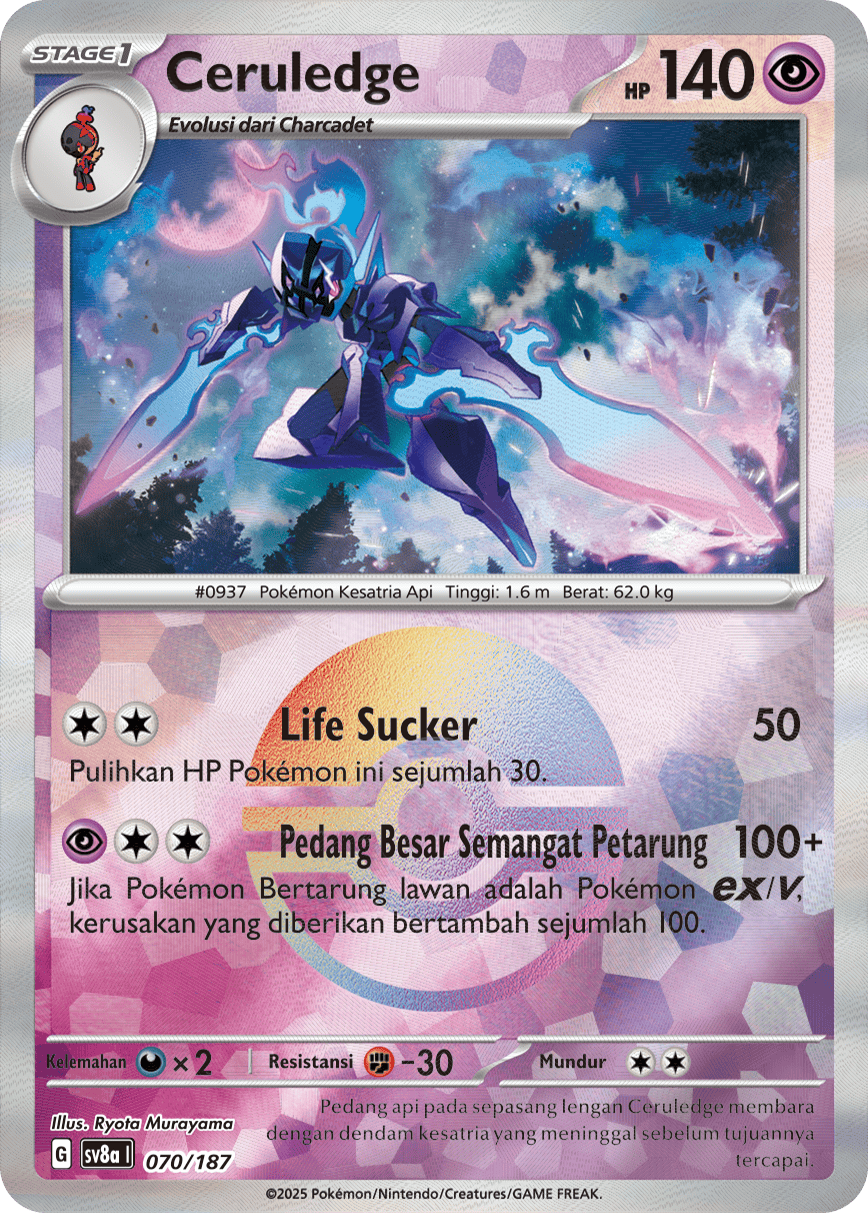 STAGE1
Ceruledge
HP 140
Evolusi dari Charcadet
#0937 Pokémon Kesatria Api Tinggi: 1.6 m Berat: 62.0 kg
Life Sucker 50
Pulihkan HP Pokémon ini sejumlah 30.
Pedang Besar Semangat Petarung 100+
Jika Pokémon Bertarung lawan adalah Pokémon ex/V,
kerusakan yang diberikan bertambah sejumlah 100.
Kelemahan ×2 Resistansi -30 Mundur
Illus. Ryota Murayama
Pedang api pada sepasang lengan Ceruledge membara
dengan dendam kesatria yang meninggal sebelum tujuannya
tercapai.
G sv8a I 070/187
©2025 Pokémon/Nintendo/Creatures/GAME FREAK.